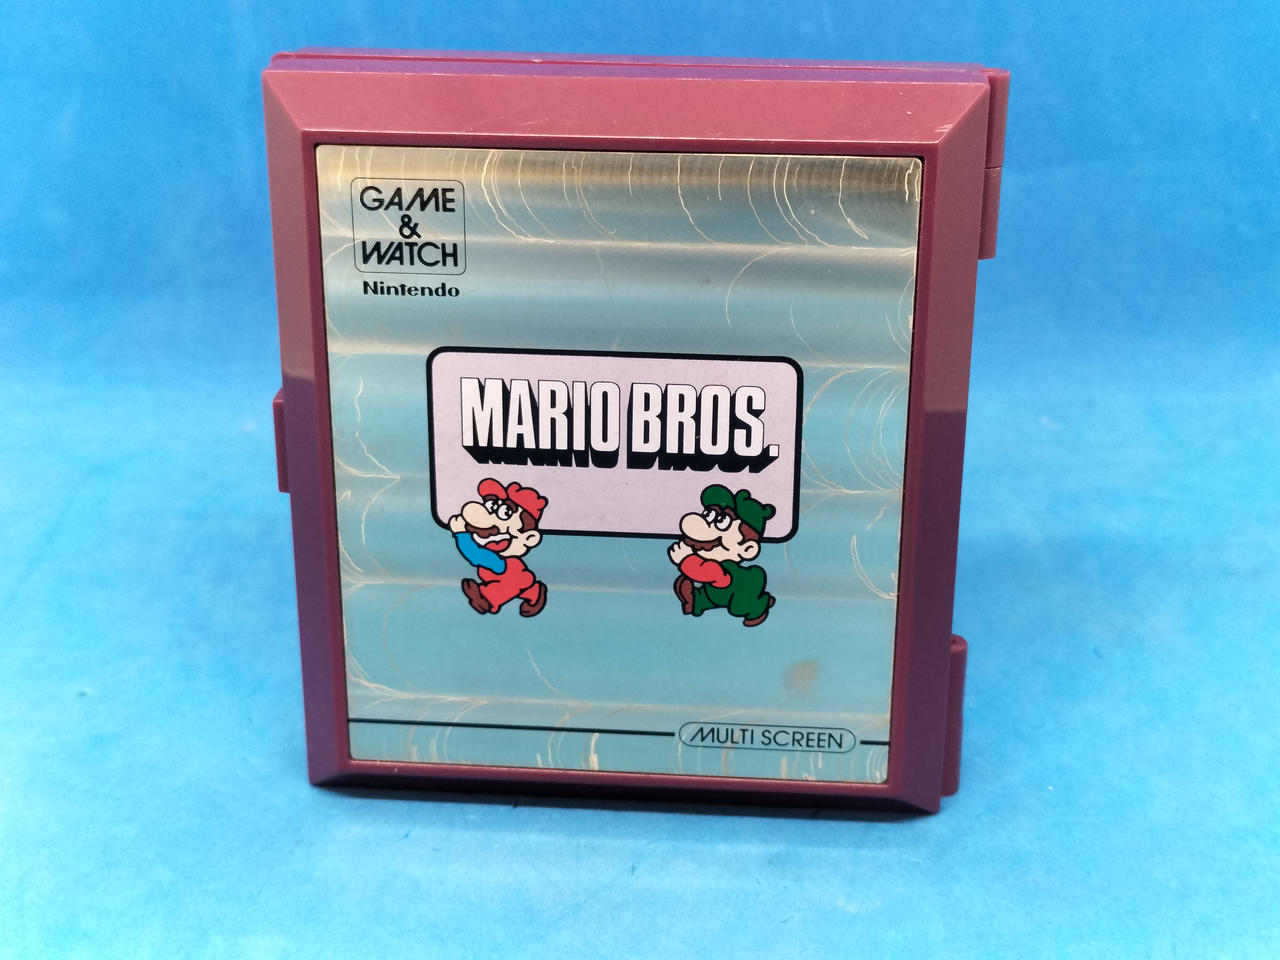 GAME
&
WATCH
Nintendo
MARIO BROS.
MULTI SCREEN